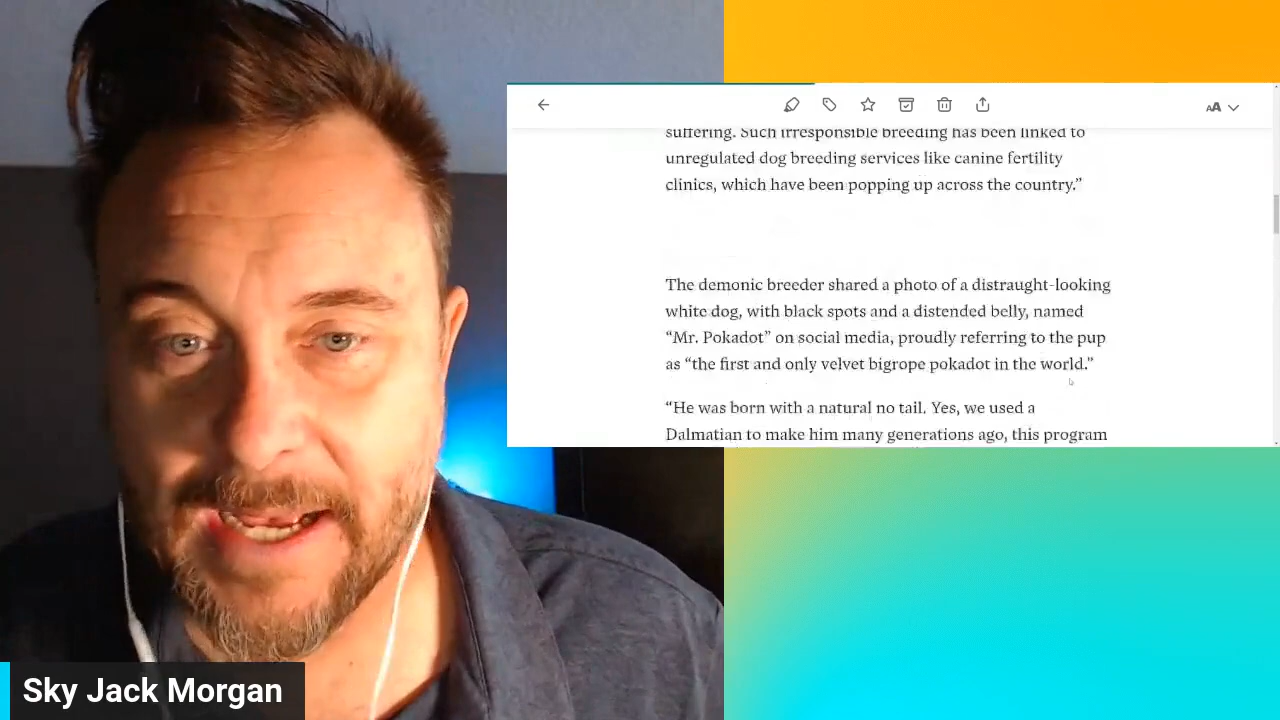 AA
suffering. Such irresponsible breeding has been linked to
unregulated dog breeding services like canine fertility
clinics, which have been popping up across the country.”
The demonic breeder shared a photo of a distraught-looking
white dog, with black spots and a distended belly, named
“Mr. Pokadot” on social media, proudly referring to the pup
as “the first and only velvet bigrope pokadot in the world.”
“He was born with a natural no tail. Yes, we used a
Dalmatian to make him many generations ago, this program
Sky Jack Morgan